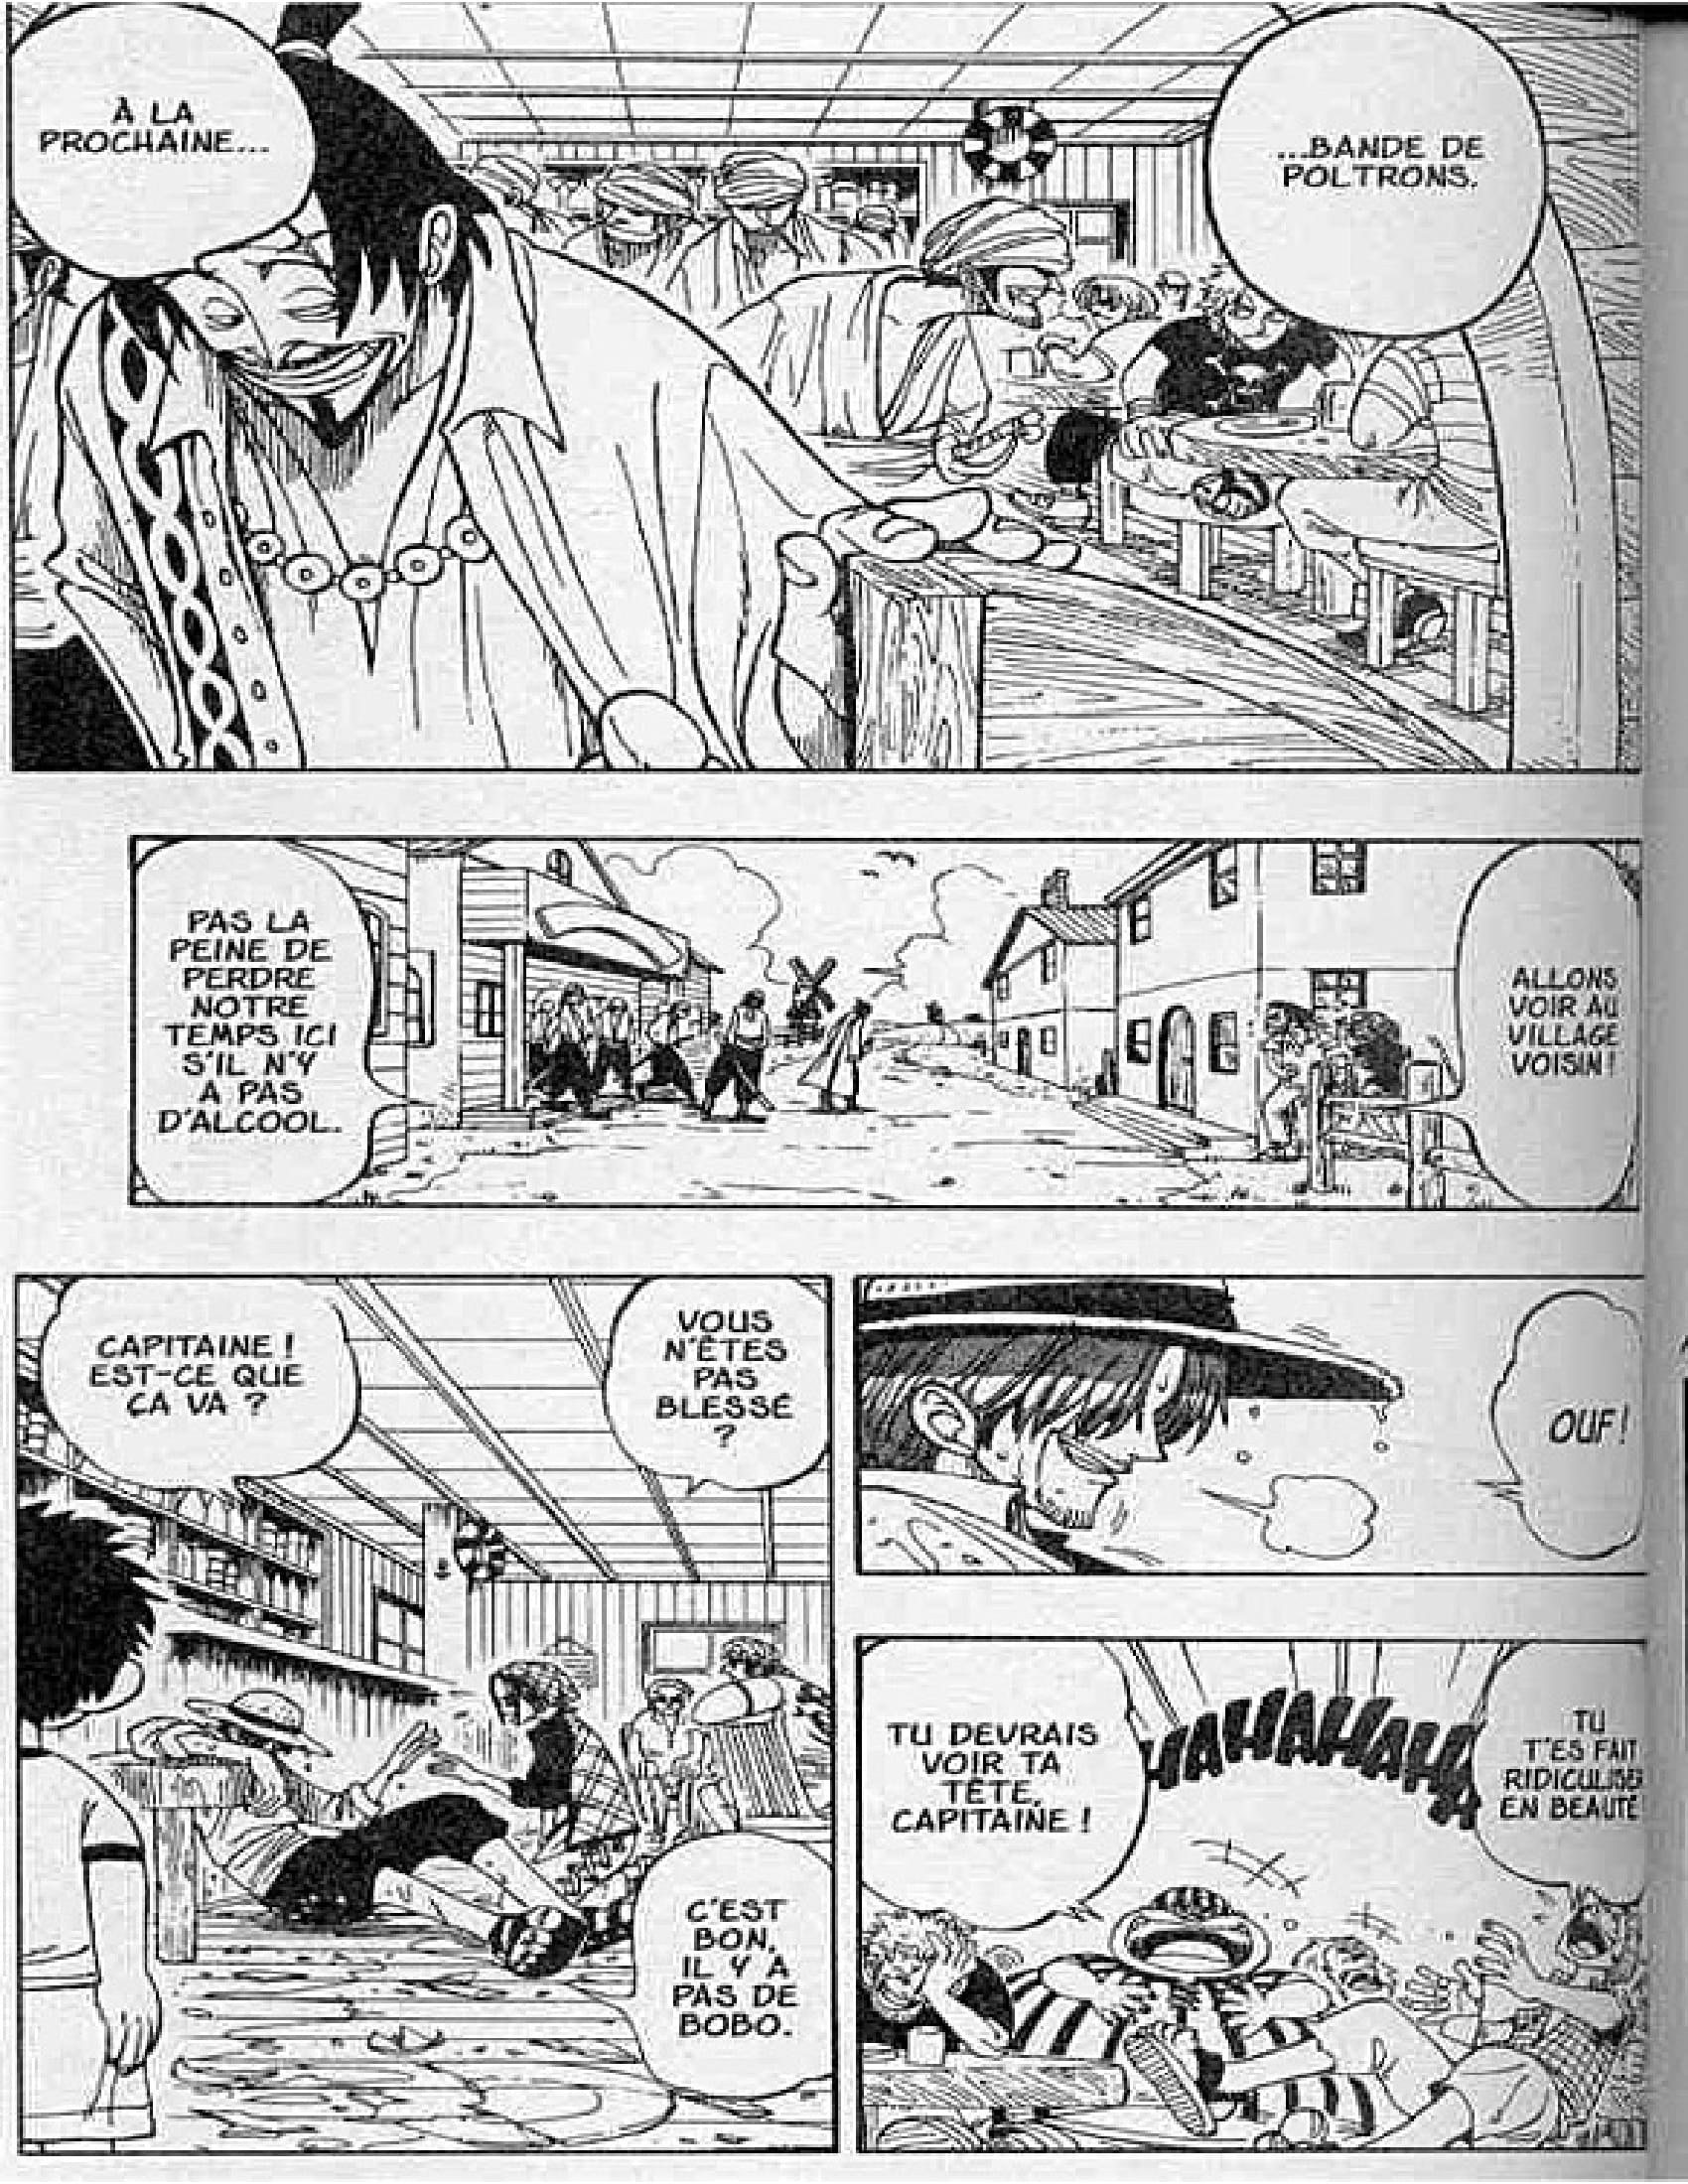 À LA
PROCHAINE...
...BANDE DE
POLTRONS.
PAS LA
PEINE DE
PERDRE
NOTRE
TEMPS ICI
S'IL N'Y
A PAS
D'ALCOOL.
ALLONS
VOIR AU
VILLAGE
VOISIN !
CAPITAINE !
EST-CE QUE
ÇA VA ?
VOUS
N'ÊTES
PAS
BLESSÉ
?
C'EST
BON,
IL Y A
PAS DE
BOBO.
OUF !
TU DEVRAIS
VOIR TA
TÊTE,
CAPITAINE !
HAHAHAHA
TU
T'ES FAIT
RIDICULISER
EN BEAUTÉ